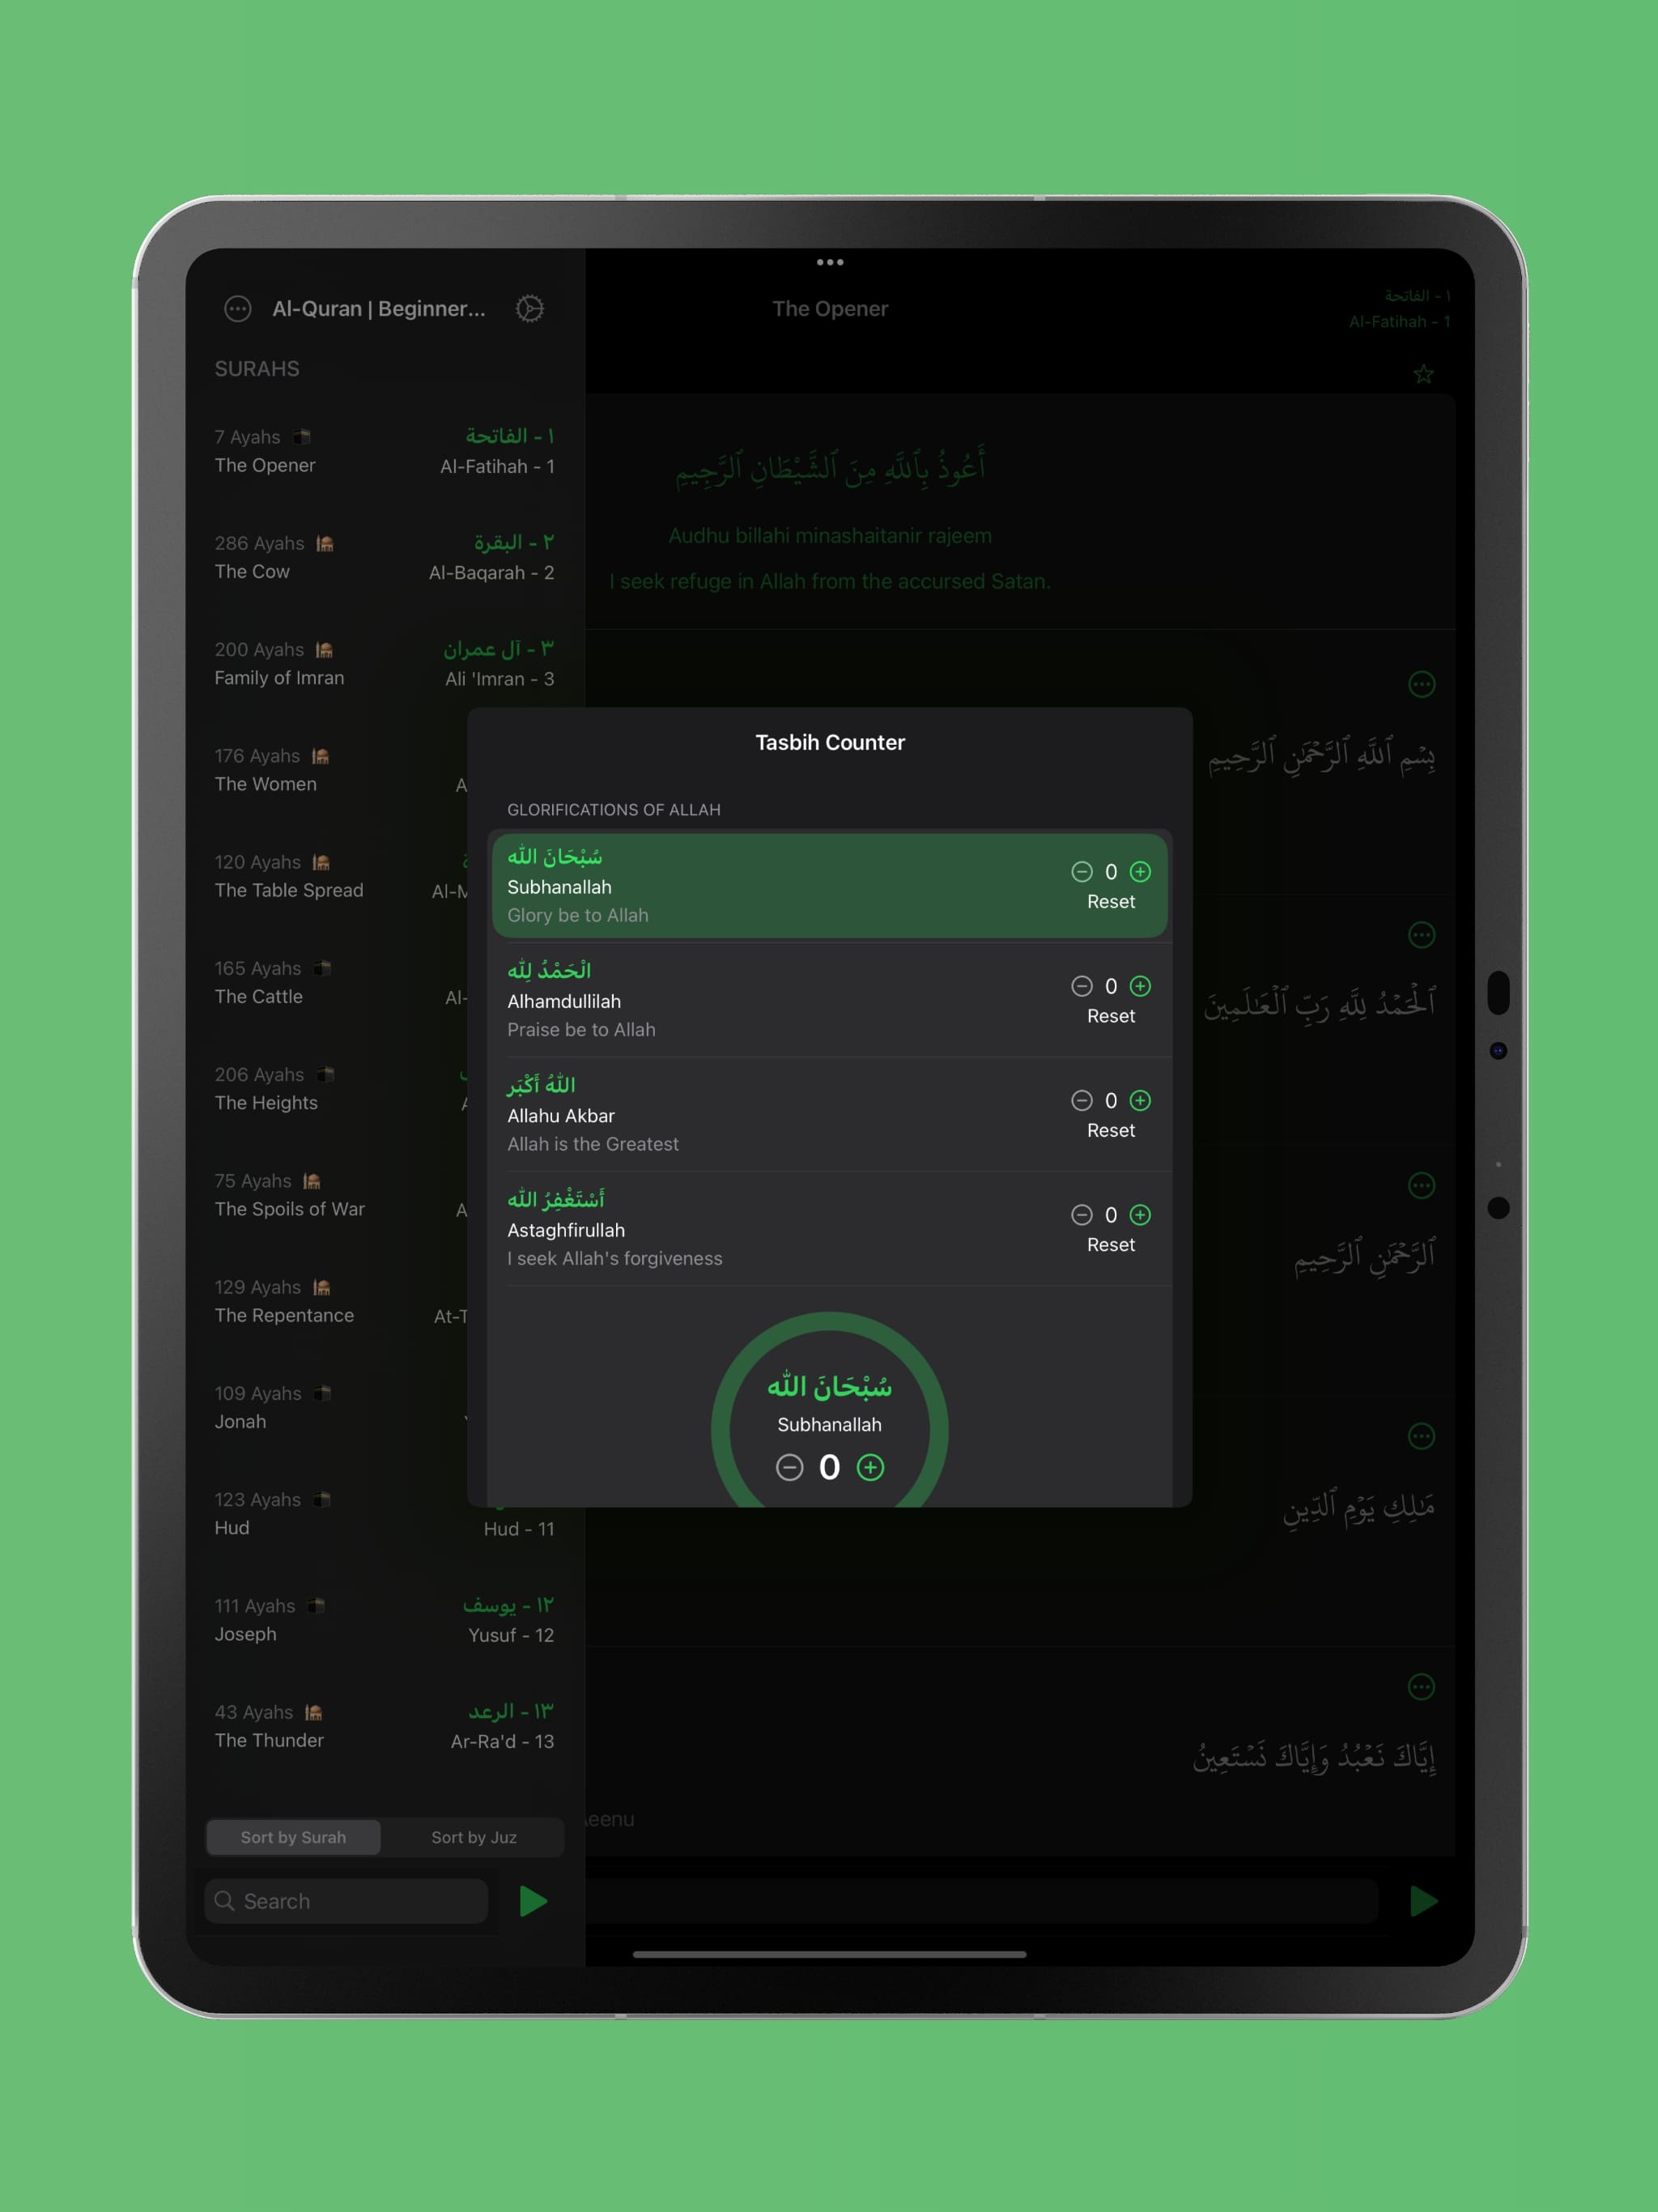 Al-Quran | Beginner...
SURAHS
7 Ayahs
The Opener
١ - الفاتحة
Al-Fatihah - 1
286 Ayahs
The Cow
٢ - البقرة
Al-Baqarah - 2
200 Ayahs
Family of Imran
٣ - آل عمران
Ali 'Imran - 3
176 Ayahs
The Women
A
120 Ayahs
The Table Spread
Al-M
165 Ayahs
The Cattle
Al-
206 Ayahs
The Heights
75 Ayahs
The Spoils of War
A
129 Ayahs
The Repentance
At-T
109 Ayahs
Jonah
123 Ayahs
Hud
Hud - 11
111 Ayahs
Joseph
١٢ - يوسف
Yusuf - 12
43 Ayahs
The Thunder
١٣ - الرعد
Ar-Ra'd - 13
Sort by Surah
Sort by Juz
Search
The Opener
١ - الفاتحة
Al-Fatihah - 1
أَعُوذُ بِٱللَّهِ مِنَ ٱلشَّيْطَانِ ٱلرَّجِيمِ
Audhu billahi minashaitanir rajeem
I seek refuge in Allah from the accursed Satan.
بِسْمِ ٱللَّهِ ٱلرَّحْمَٰنِ ٱلرَّحِيمِ
ٱلْحَمْدُ لِلَّهِ رَبِّ ٱلْعَٰلَمِينَ
ٱلرَّحْمَٰنِ ٱلرَّحِيمِ
مَٰلِكِ يَوْمِ ٱلدِّينِ
إِيَّاكَ نَعْبُدُ وَإِيَّاكَ نَسْتَعِينُ
eenu
Tasbih Counter
GLORIFICATIONS OF ALLAH
سُبْحَانَ الله
Subhanallah
Glory be to Allah
0
Reset
الْحَمْدُ لِلَّه
Alhamdullilah
Praise be to Allah
0
Reset
اللهُ أَكْبَر
Allahu Akbar
Allah is the Greatest
0
Reset
أَسْتَغْفِرُ الله
Astaghfirullah
I seek Allah's forgiveness
0
Reset
سُبْحَانَ الله
Subhanallah
0